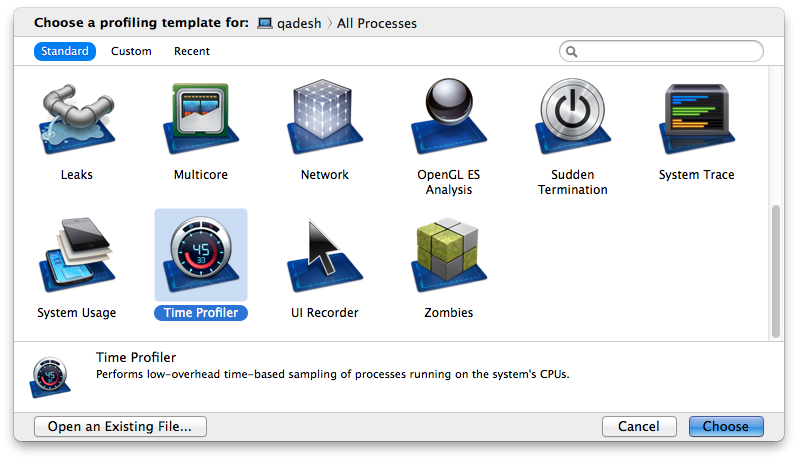 Choose a profiling template for: qadesh 〉 All Processes
Standard Custom Recent
Leaks Multicore Network OpenGL ES Analysis Sudden Termination System Trace
45
30
System Usage Time Profiler UI Recorder Zombies
Time Profiler
Performs low-overhead time-based sampling of processes running on the system's CPUs.
Open an Existing File... Cancel Choose